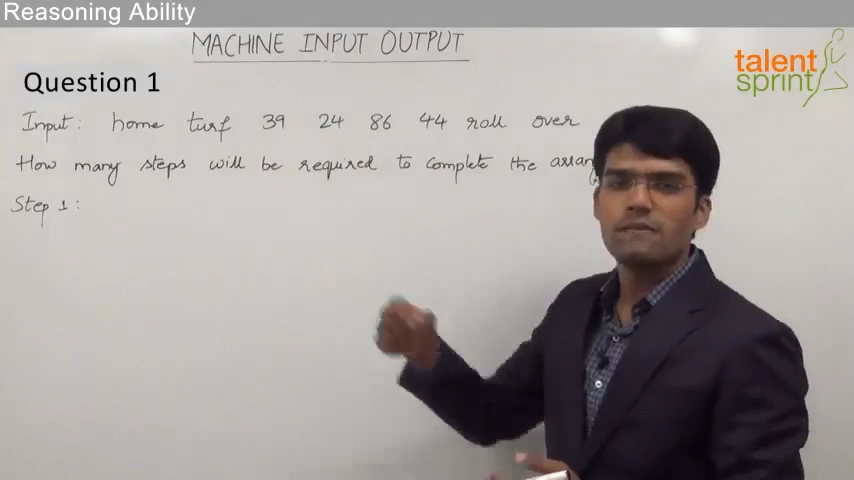 Reasoning Ability
MACHINE INPUT OUTPUT
talent
sprint
Question 1
Input: home turf 39 24 86 44 roll over
How many steps will be required to complete the arran
Step 1: